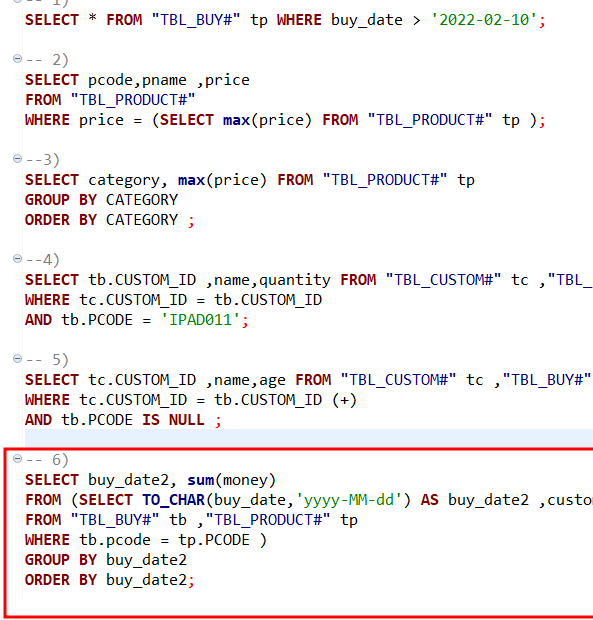 -- 1)
SELECT * FROM "TBL_BUY#" tp WHERE buy_date > '2022-02-10';
-- 2)
SELECT pcode,pname ,price
FROM "TBL_PRODUCT#"
WHERE price = (SELECT max(price) FROM "TBL_PRODUCT#" tp );
--3)
SELECT category, max(price) FROM "TBL_PRODUCT#" tp
GROUP BY CATEGORY
ORDER BY CATEGORY ;
--4)
SELECT tb.CUSTOM_ID ,name,quantity FROM "TBL_CUSTOM#" tc ,"TBL_
WHERE tc.CUSTOM_ID = tb.CUSTOM_ID
AND tb.PCODE = 'IPAD011';
-- 5)
SELECT tc.CUSTOM_ID ,name,age FROM "TBL_CUSTOM#" tc ,"TBL_BUY#"
WHERE tc.CUSTOM_ID = tb.CUSTOM_ID (+)
AND tb.PCODE IS NULL ;
-- 6)
SELECT buy_date2, sum(money)
FROM (SELECT TO_CHAR(buy_date,'yyyy-MM-dd') AS buy_date2 ,custo
FROM "TBL_BUY#" tb ,"TBL_PRODUCT#" tp
WHERE tb.pcode = tp.PCODE )
GROUP BY buy_date2
ORDER BY buy_date2;